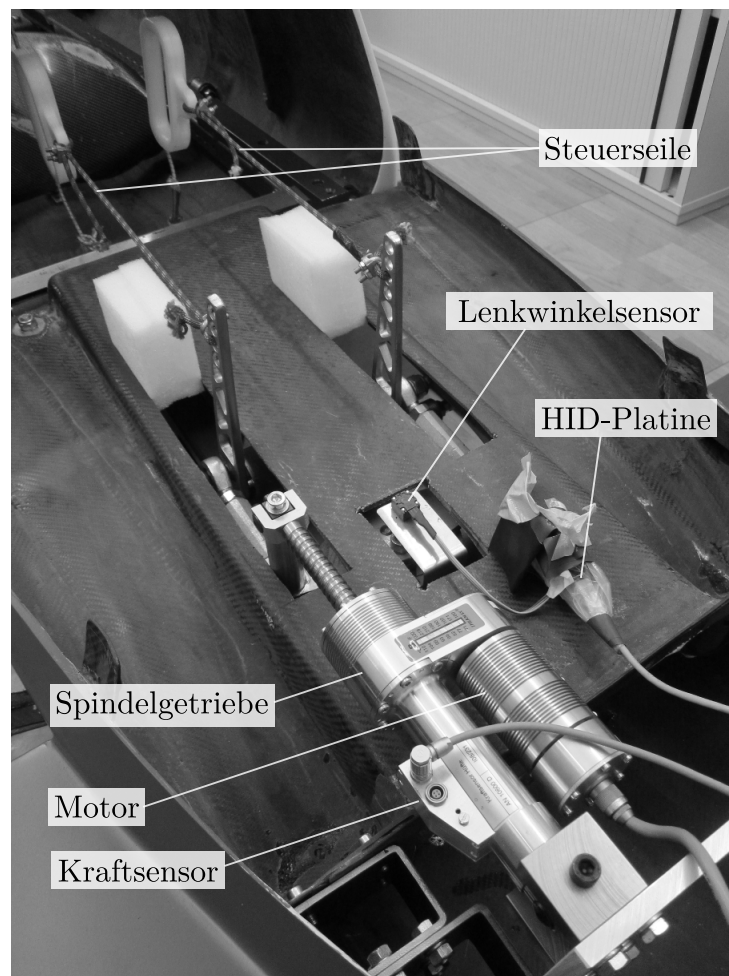 Steuerseile
Lenkwinkelsensor
HID-Platine
Spindelgetriebe
Motor
Kraftsensor